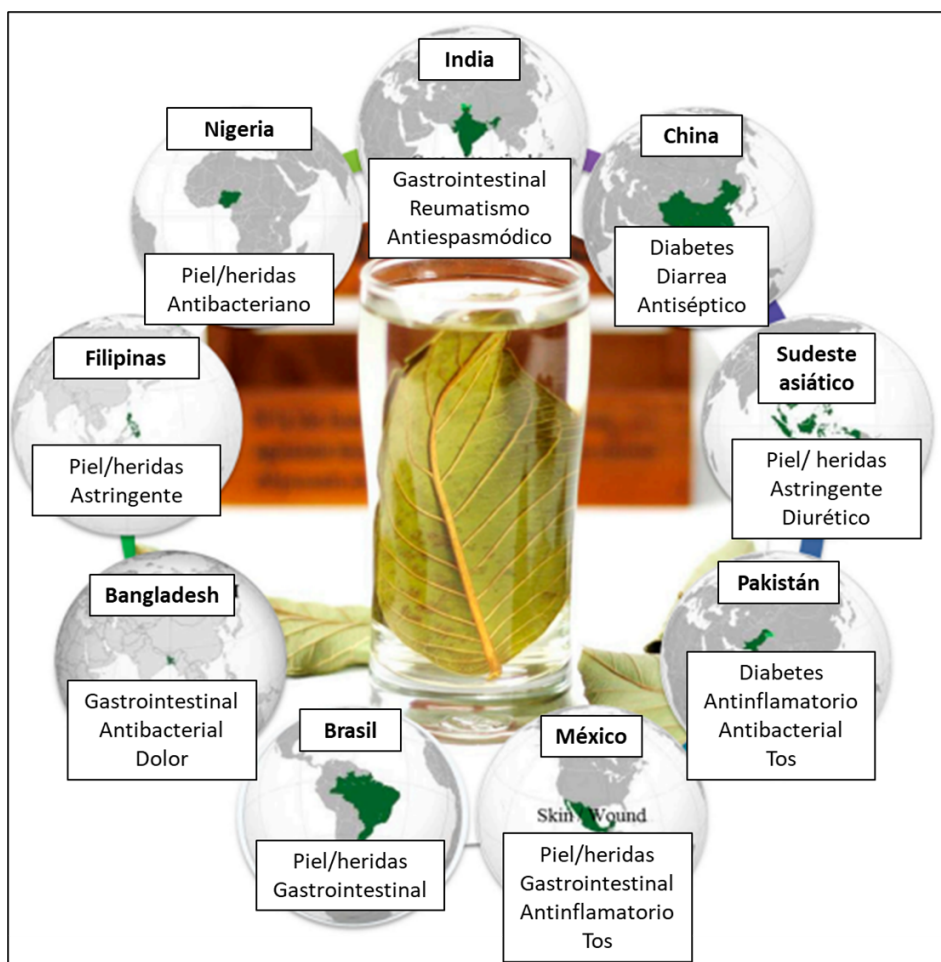 India
Gastrointestinal
Reumatismo
Antiespasmódico
China
Diabetes
Diarrea
Antiséptico
Sudeste
asiático
Piel/ heridas
Astringente
Diurético
Pakistán
Diabetes
Antinflamatorio
Antibacterial
Tos
México
Skin / Wound
Piel/heridas
Gastrointestinal
Antinflamatorio
Tos
Brasil
Piel/heridas
Gastrointestinal
Bangladesh
Gastrointestinal
Antibacterial
Dolor
Filipinas
Piel/heridas
Astringente
Nigeria
Piel/heridas
Antibacteriano